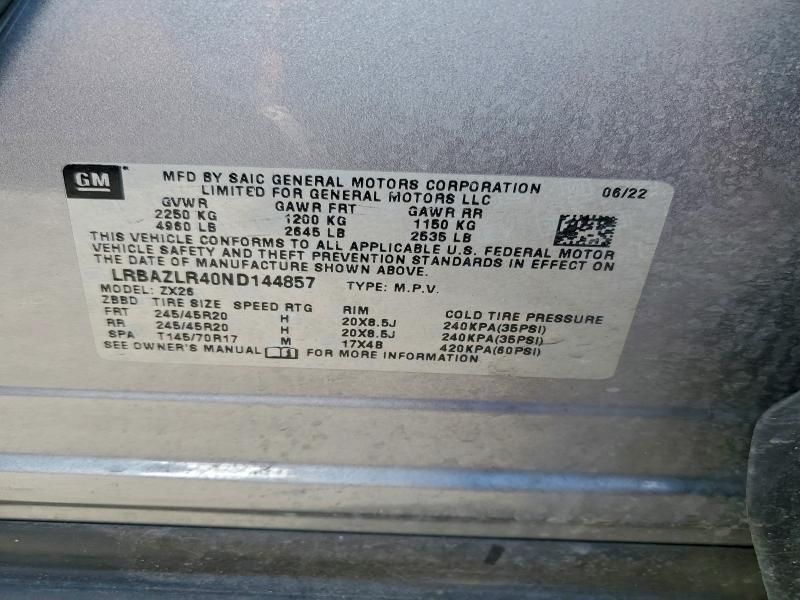 GM
MFD BY SAIC GENERAL MOTORS CORPORATION 06/22
LIMITED FOR GENERAL MOTORS LLC
GVWR GAWR FRT GAWR RR
2250 KG 1200 KG 1150 KG
4960 LB 2645 LB 2535 LB
THIS VEHICLE CONFORMS TO ALL APPLICABLE U.S. FEDERAL MOTOR
VEHICLE SAFETY AND THEFT PREVENTION STANDARDS IN EFFECT ON
THE DATE OF MANUFACTURE SHOWN ABOVE.
LRBAZLR40ND144857 TYPE: M.P.V.
MODEL: ZX26
ZBBD TIRE SIZE SPEED RTG RIM COLD TIRE PRESSURE
FRT 245/45R20 H 20X8.5J 240KPA(35PSI)
RR 245/45R20 H 20X8.5J 240KPA(35PSI)
SPA T145/70R17 M 17X4B 420KPA(60PSI)
SEE OWNER'S MANUAL FOR MORE INFORMATION